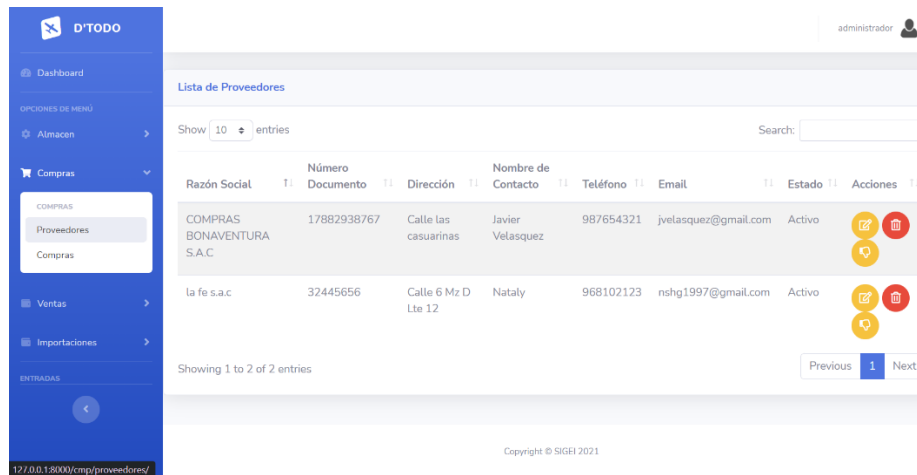 D'TODO
administrador
Dashboard
OPCIONES DE MENÚ
Almacen
Compras
COMPRAS
Proveedores
Compras
Ventas
Importaciones
ENTRADAS
Lista de Proveedores
Show 10 entries
Search:
Razón Social Número Documento Dirección Nombre de Contacto Teléfono Email Estado Acciones
COMPRAS 17882938767 Calle las Javier 987654321 jvelasquez@gmail.com Activo
BONAVENTURA casuarinas Velasquez
S.A.C
la fe s.a.c 32445656 Calle 6 Mz D Nataly 968102123 nshg1997@gmail.com Activo
Lte 12
Showing 1 to 2 of 2 entries
Previous 1 Next
Copyright © SIGEI 2021
127.0.0.1:8000/cmp/proveedores/